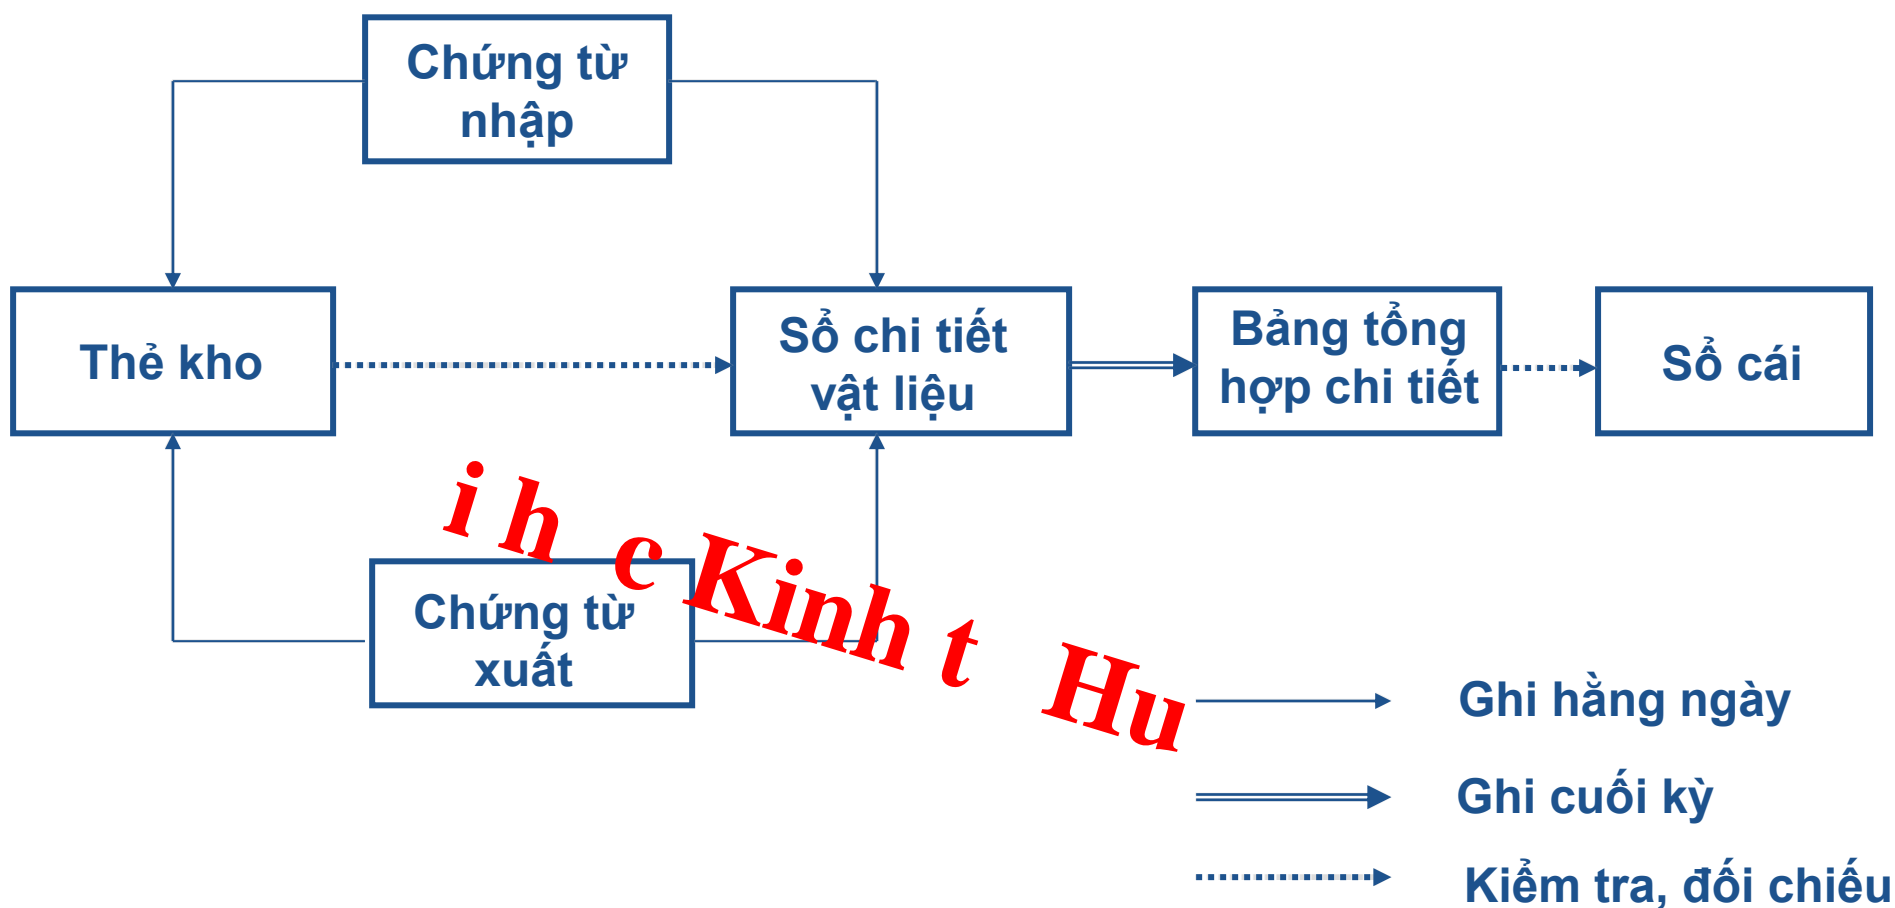 Chứng từ
nhập
Thẻ kho
Sổ chi tiết
vật liệu
Bảng tổng
hợp chi tiết
Sổ cái
Chứng từ
xuất
i h c Kinh t Hu
Ghi hằng ngày
Ghi cuối kỳ
Kiểm tra, đối chiếu